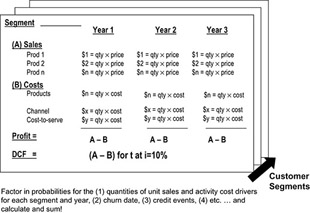 Segment
Year 1 Year 2 Year 3
(A) Sales
Prod 1 $1 = qty × price $1 = qty × price $1 = qty × price
Prod 2 $2 = qty × price $2 = qty × price $2 = qty × price
Prod n $n = qty × price $n = qty × price $n = qty × price
(B) Costs
Products $n = qty × cost $n = qty × cost $n = qty × cost
Channel $x = qty × cost $x = qty × cost $x = qty × cost
Cost-to-serve $y = qty × cost $y = qty × cost $y = qty × cost
Profit = A – B A – B A – B
DCF = (A – B) for t at i=10%
Customer
Segments
Factor in probabilities for the (1) quantities of unit sales and activity cost drivers
for each segment and year, (2) churn date, (3) credit events, (4) etc. … and
calculate and sum!